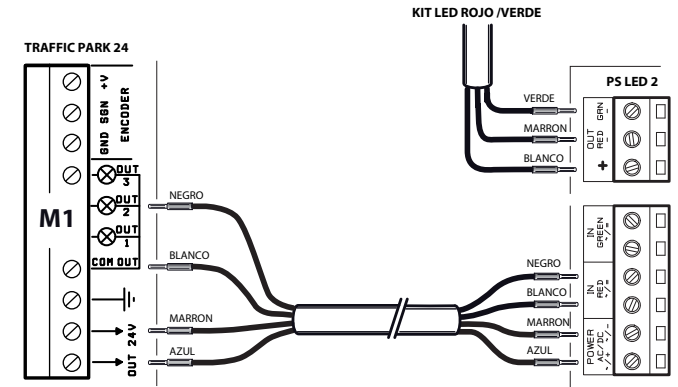 KIT LED ROJO /VERDE
TRAFFIC PARK 24
PS LED 2
+V
SGN
GND
ENCODER
OUT
3
OUT
2
OUT
1
COM OUT
M1
OUT 24V
NEGRO
BLANCO
MARRON
AZUL
VERDE
MARRON
BLANCO
GRN
-
OUT
RED
-
+
NEGRO
BLANCO
MARRON
AZUL
IN
GREEN
~/=
IN
RED
~/=
POWER
AC/DC
~/+ ~/-